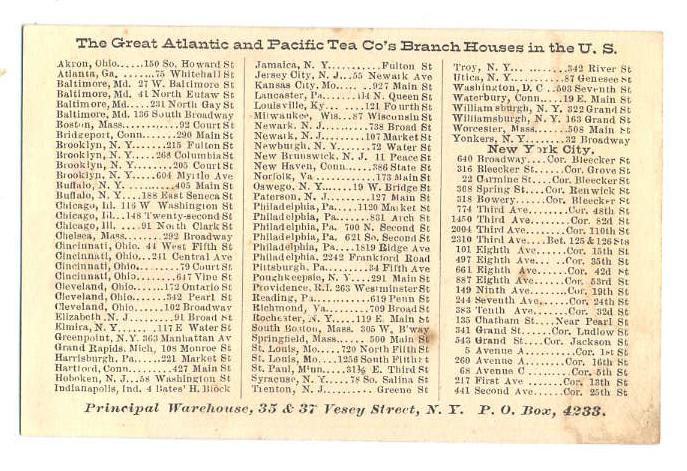 The Great Atlantic and Pacific Tea Co's Branch Houses in the U. S.
Akron, Ohio.....150 So. Howard St
Atlanta, Ga. .......75 Whitehall St
Baltimore, Md. 27 W. Baltimore St
Baltimore, Md. 41 North Eutaw St
Baltimore, Md.....231 North Gay St
Baltimore, Md. 136 South Broadway
Boston, Mass..........92 Court St
Bridgeport, Conn.......290 Main St
Brooklyn, N. Y.......215 Fulton St
Brooklyn, N. Y.....268 Columbia St
Brooklyn, N. Y........205 Court St
Brooklyn, N. Y....604 Myrtle Ave
Buffalo, N. Y. .........405 Main St
Buffalo, N. Y....188 East Seneca St
Chicago, Ill. 116 W Washington St
Chicago, Ill...148 Twenty-second St
Chicago, Ill. ....91 North Clark St
Chelsea, Mass.......292 Broadway
Cincinnati, Ohio. 44 West Fifth St
Cincinnati, Ohio...241 Central Ave
Cincinnati, Ohio.......79 Court St
Cincinnati, Ohio......617 Vine St
Cleveland, Ohio.....172 Ontario St
Cleveland, Ohio......342 Pearl St
Cleveland, Ohio.....102 Broadway
Elizabeth, N. J.........91 Broad St
Elmira, N. Y...... ..117 E Water St
Greenpoint, N.Y. 363 Manhattan Av
Grand Rapids. Mich, 108 Monroe St
Harrisburg, Pa......221 Market St
Hartford, Conn.........427 Main St
Hoboken, N. J...58 Washington St
Indianapolis, Ind. 4 Bates' H. Block
Jamaica, N. Y..........Fulton St
Jersey City, N. J...55 Newark Ave
Kansas City. Mo.... ..927 Main St
Lancaster, Pa......114 N. Queen St
Louisville, Ky.......121 Fourth St
Milwaukee, Wis...87 Wisconsin St
Newark. N. J.........738 Broad St
Newark. N. J.........107 Market St
Newburgh. N. Y........72 Water St
New Brunswick. N. J. 11 Peace St
New Haven, Conn.....386 State St
Norfolk, Va..........173 Main St
Oswego. N. Y......19 W. Bridge St
Paterson. N. J.........127 Main St
Philadelphia, Pa....1120 Market St
Philadelphia, Pa.......831 Arch St
Philadelphia, Pa. 700 N. Second St
Philadelphia, Pa. 621 So. Second St
Philadelphia, Pa....1819 Ridge Ave
Philadelphia. 2242 Frankford Road
Pittsburg. Pa........34 Fifth Ave
Poughkeepsie, N. Y.....291 Main St
Providence, R.I. 263 Westminster St
Reading, Pa...........619 Penn St
Richmond, Va.........709 Broad St
Rochester, N. Y....119 E. Main St
South Boston, Mass. 305 W. B'way
Springfield, Mass..... 500 Main St
St. Louis, Mo.....720 North Fifth St
St. Louis, Mo...1256 South Fifth St
St. Paul, Minn.....31½ E. Third St
Syracuse, N. Y.....78 So. Salina St
Trenton, N. J.........Greene St
Troy, N. Y.... ........342 River St
Utica, N. Y..........87 Genesee St
Washington, D. C ..503 Seventh St
Waterbury, Conn....19 E. Main St
Williamsburgh, N. Y. 322 Grand St
Williamsburgh, N. Y. 163 Grand St
Worcester, Mass.......508 Main St
Yonkers, N. Y.......32 Broadway
New York City.
640 Broadway....Cor. Bleecker St
316 Bleecker St......Cor. Grove St
22 Carmine St...Cor. Bleecker St
308 Spring St....Cor. Renwick St
318 Bowery......Cor. Bleecker St
774 Third Ave........Cor. 48th St
1450 Third Ave........Cor. 82d St
2004 Third Ave.......Cor. 110th St
2310 Third Ave....Bet. 125 & 126 Sts
101 Eighth Ave.......Cor. 15th St
497 Eighth Ave... ..Cor. 35th St
661 Eighth Ave.......Cor. 42d St
887 Eighth Ave.......Cor. 53rd St
149 Ninth Ave.......Cor. 19th St
244 Seventh Ave......Cor. 24th St
383 Tenth Ave........Cor. 32d St
135 Chatham St....Near Pearl St
341 Grand St.......Cor. Ludlow St
543 Grand St....Cor. Jackson St
5 Avenue A..........Cor. 1st St
260 Avenue A........Cor. 16th St
68 Avenue C ........Cor. 5th St
217 First Ave .......Cor. 13th St
441 Second Ave......Cor. 25th St
Principal Warehouse, 35 & 37 Vesey Street, N. Y. P. O. Box, 4233.